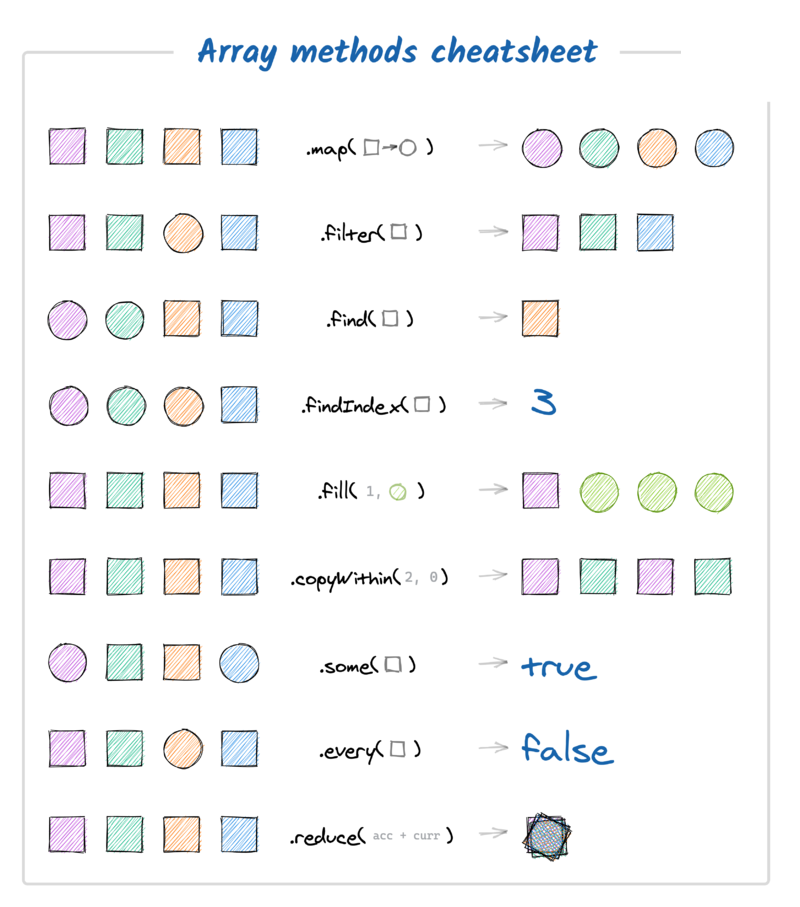 Array methods cheatsheet
.map( )
.filter( )
.find( )
.findIndex( )
3
.fill( 1, )
.copyWithin( 2, 0 )
.some( )
true
.every( )
false
.reduce( acc + curr )